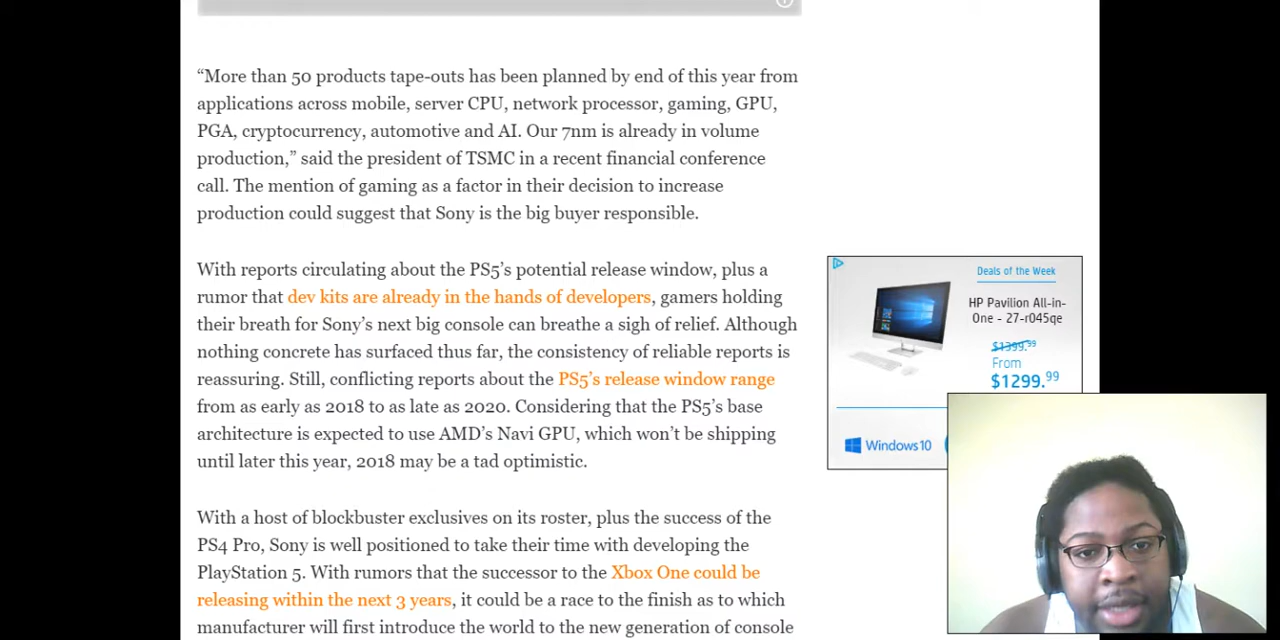 “More than 50 products tape-outs has been planned by end of this year from
applications across mobile, server CPU, network processor, gaming, GPU,
PGA, cryptocurrency, automotive and AI. Our 7nm is already in volume
production,” said the president of TSMC in a recent financial conference
call. The mention of gaming as a factor in their decision to increase
production could suggest that Sony is the big buyer responsible.
With reports circulating about the PS5’s potential release window, plus a
rumor that dev kits are already in the hands of developers, gamers holding
their breath for Sony’s next big console can breathe a sigh of relief. Although
nothing concrete has surfaced thus far, the consistency of reliable reports is
reassuring. Still, conflicting reports about the PS5’s release window range
from as early as 2018 to as late as 2020. Considering that the PS5’s base
architecture is expected to use AMD’s Navi GPU, which won’t be shipping
until later this year, 2018 may be a tad optimistic.
With a host of blockbuster exclusives on its roster, plus the success of the
PS4 Pro, Sony is well positioned to take their time with developing the
PlayStation 5. With rumors that the successor to the Xbox One could be
releasing within the next 3 years, it could be a race to the finish as to which
manufacturer will first introduce the world to the new generation of console
Deals of the Week
HP Pavilion All-in-
One - 27-r045qe
$1399.99
From
$1299.99
Windows 10